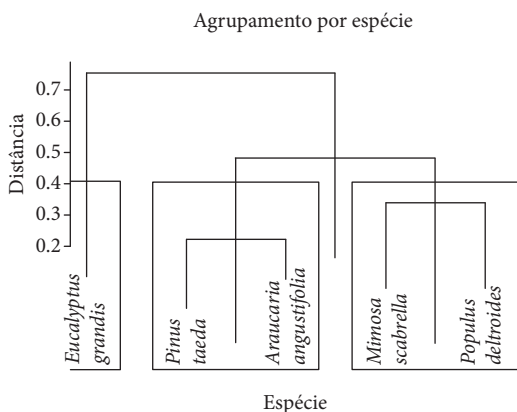 Agrupamento por espécie
0.7
0.6
0.5
0.4
0.3
0.2
Distância
Eucalyptus
grandis
Pinus
taeda
Araucaria
angustifolia
Mimosa
scabrella
Populus
deltroides
Espécie